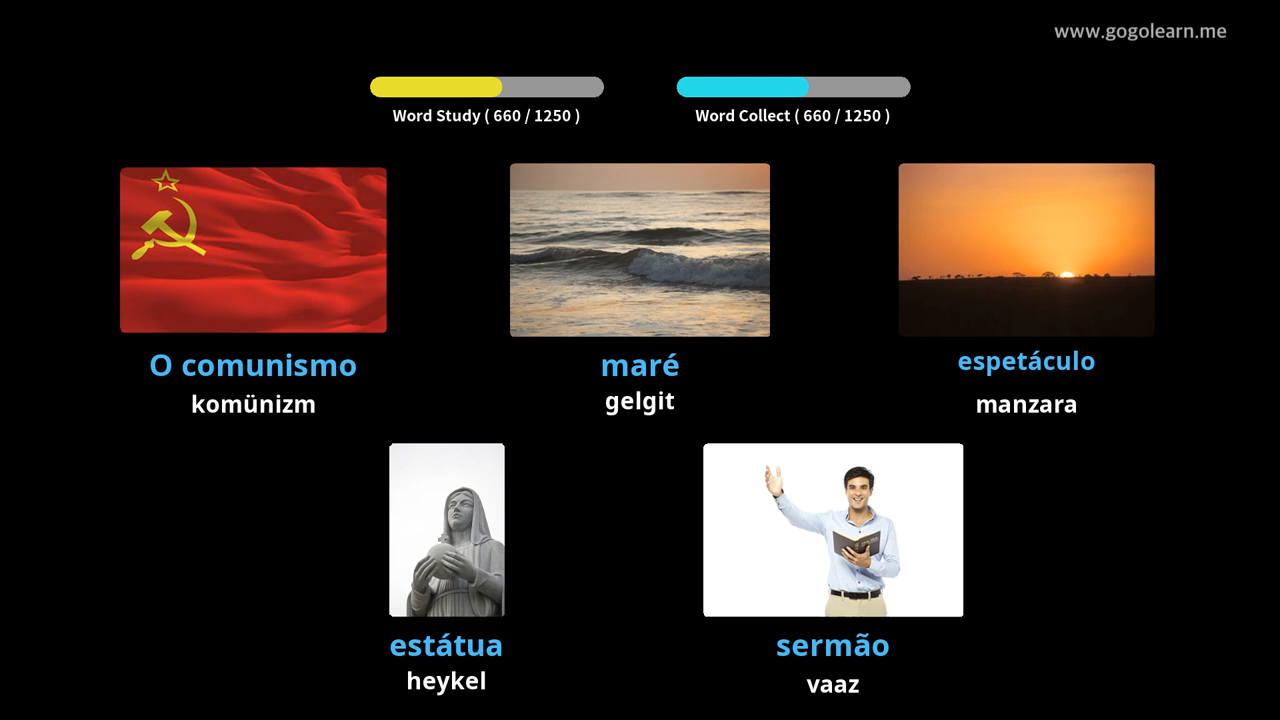 www.gogolearn.me
Word Study ( 660 / 1250 )
Word Collect ( 660 / 1250 )
O comunismo
komünizm
maré
gelgit
espetáculo
manzara
estátua
heykel
sermão
vaaz